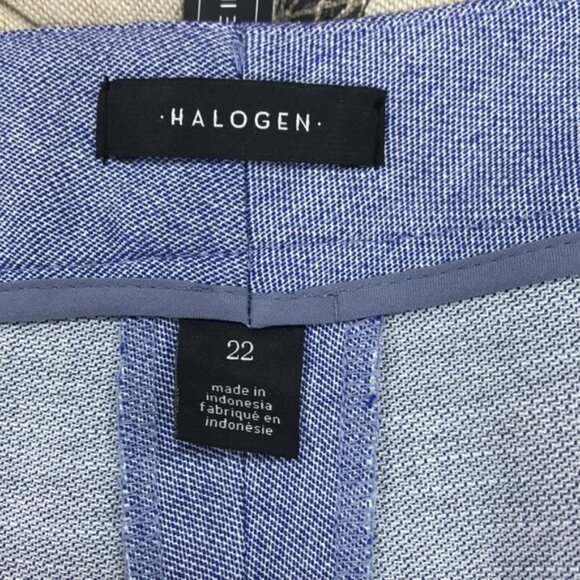 ·HALOGEN·
22
made in
indonesia
fabriqué en
indonésie